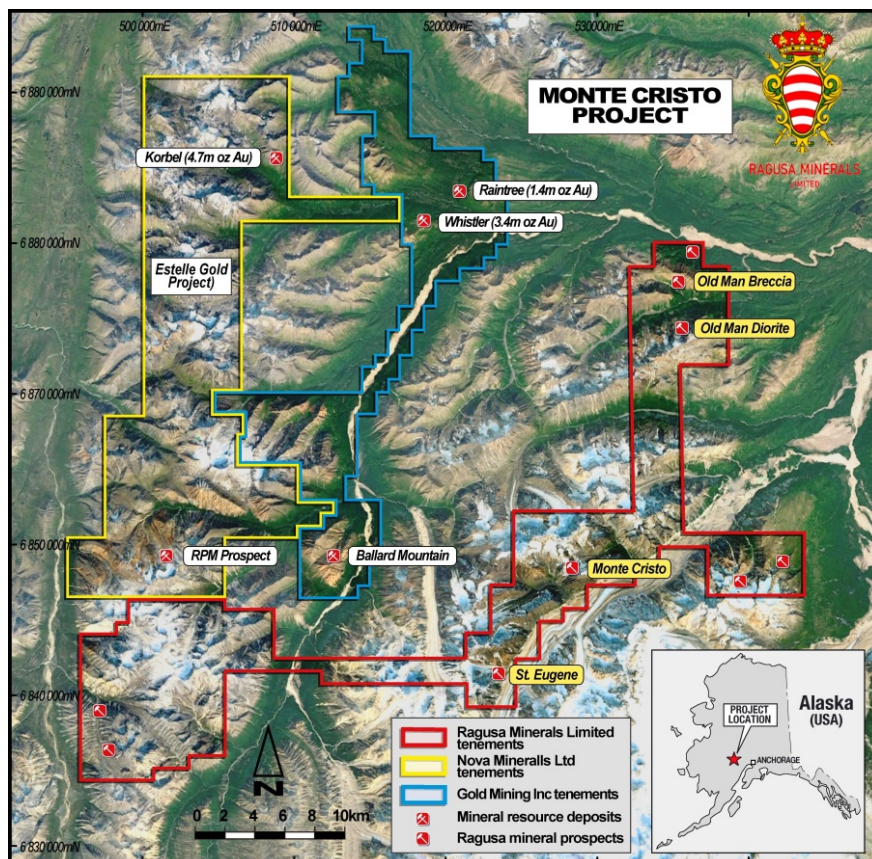 500 000mE
510 000mE
520000mE
530000mE
6 880 000mN
6 880 000mN
6 870 000mN
6 850 000mN
6 840 000mN
6 830 000mN
MONTE CRISTO
PROJECT
RAGUSA MINERALS
LIMITED
Korbel (4.7m oz Au)
Raintree (1.4m oz Au)
Whistler (3.4m oz Au)
Estelle Gold
Project)
Old Man Breccia
Old Man Diorite
RPM Prospect
Ballard Mountain
Monte Cristo
St. Eugene
N
0 2 4 6 8 10km
Ragusa Minerals Limited
tenements
Nova Mineralls Ltd
tenements
Gold Mining Inc tenements
Mineral resource deposits
Ragusa mineral prospects
Alaska
(USA)
PROJECT
LOCATION
ANCHORAGE